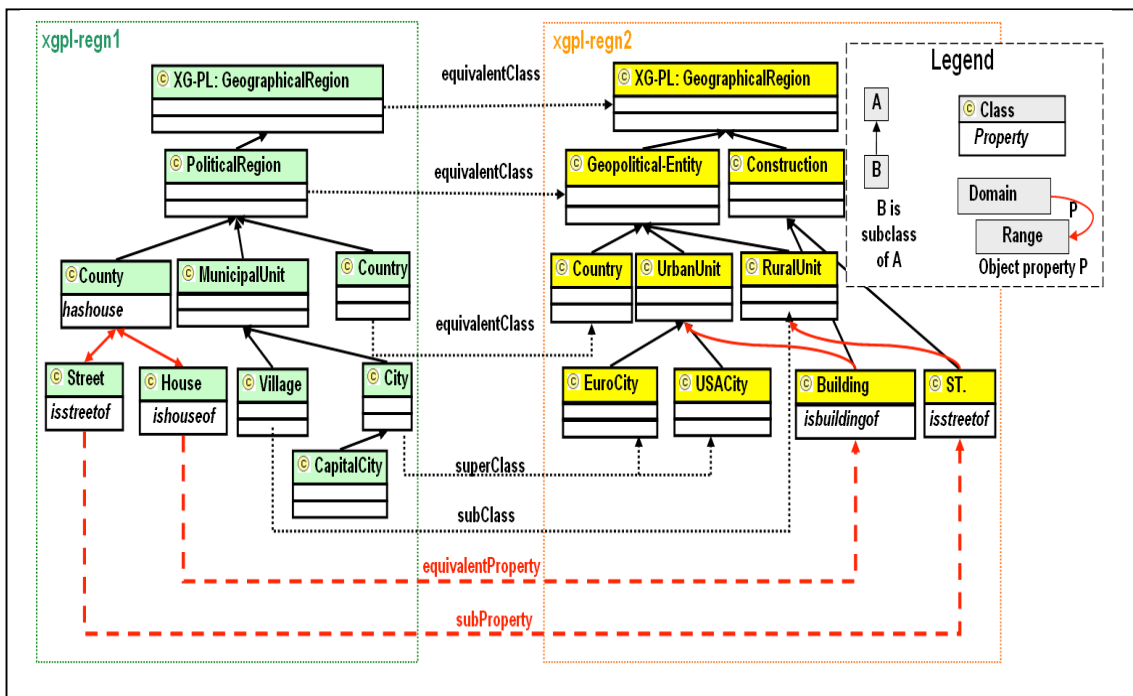 xgpl-regn1
xgpl-regn2
Legend
equivalentClass
© XG-PL: GeographicalRegion
© XG-PL: GeographicalRegion
A
© Class
Property
© PoliticalRegion
equivalentClass
© Geopolitical-Entity
© Construction
B
Domain
P
B is
subclass
of A
Range
Object property P
© County
hashouse
© MunicipalUnit
© Country
© Country
© UrbanUnit
© RuralUnit
equivalentClass
© Street
isstreetof
© House
ishouseof
© Village
© City
© EuroCity
© USACity
© Building
isbuildingof
© ST.
isstreetof
© CapitalCity
superClass
subClass
equivalentProperty
subProperty